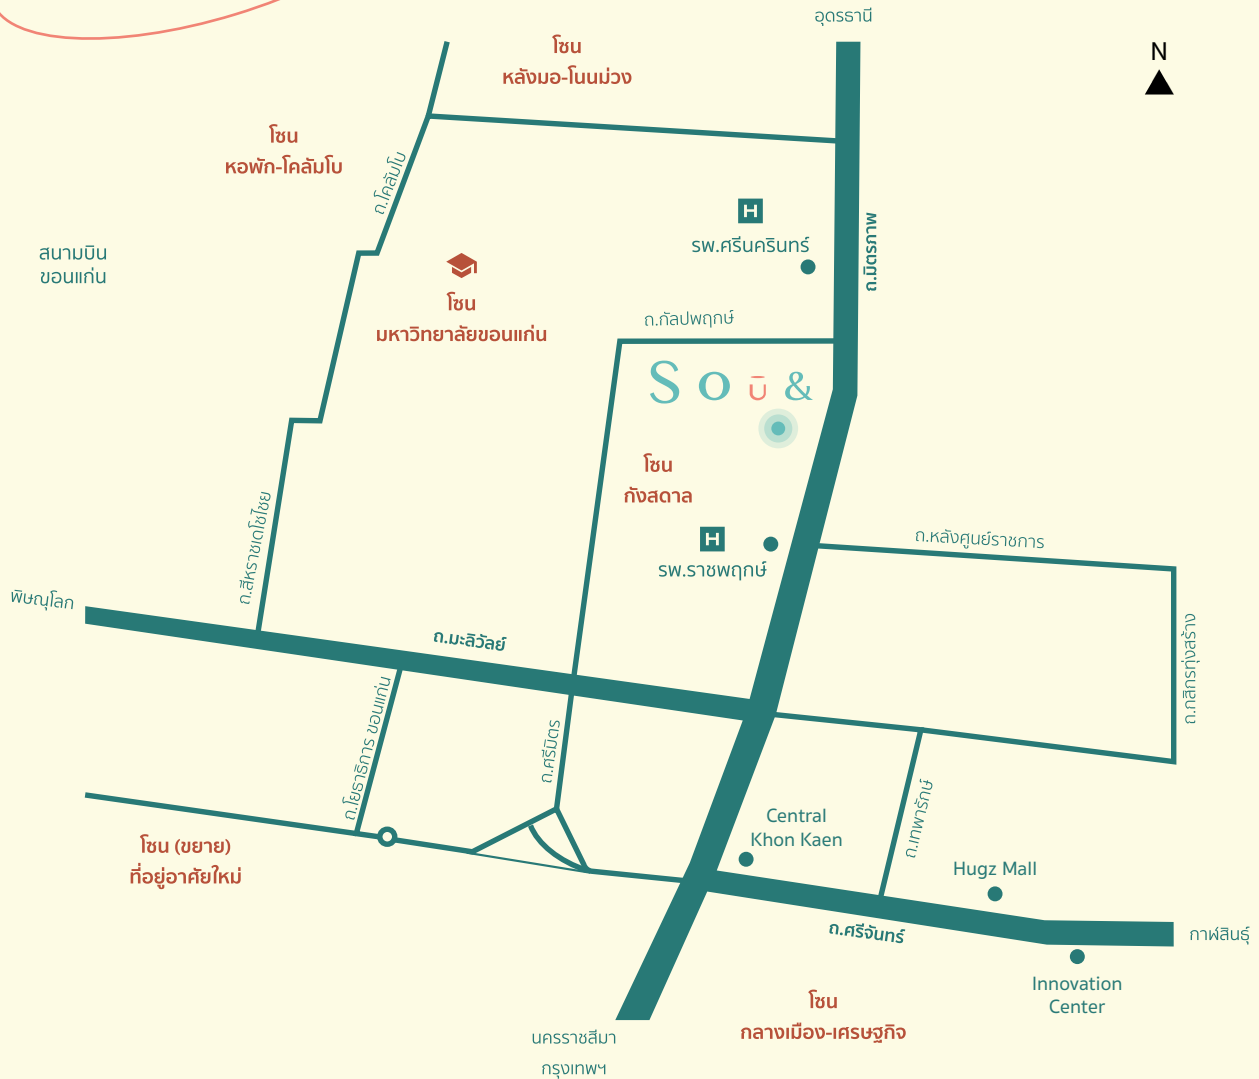 อุดรธานี
N
โซน
หลังมอ-โนนม่วง
โซน
หอพัก-โคลัมโบ
ถ.โคลัมโบ
รพ.ศรีนครินทร์
ถ.มิตรภาพ
สนามบิน
ขอนแก่น
โซน
มหาวิทยาลัยขอนแก่น
ถ.กัลปพฤกษ์
So ū &
โซน
กังสดาล
รพ.ราชพฤกษ์
ถ.หลังศูนย์ราชการ
ถ.สีหราชเดโชไชย
พิษณุโลก
ถ.มะลิวัลย์
ถ.กสิกรทุ่งสร้าง
ถ.โยธาธิการ ขอนแก่น
ถ.ศรีมิตร
Central
Khon Kaen
ถ.เทพารักษ์
โซน (ขยาย)
ที่อยู่อาศัยใหม่
Hugz Mall
ถ.ศรีจันทร์
กาฬสินธุ์
Innovation
Center
โซน
กลางเมือง-เศรษฐกิจ
นครราชสีมา
กรุงเทพฯ